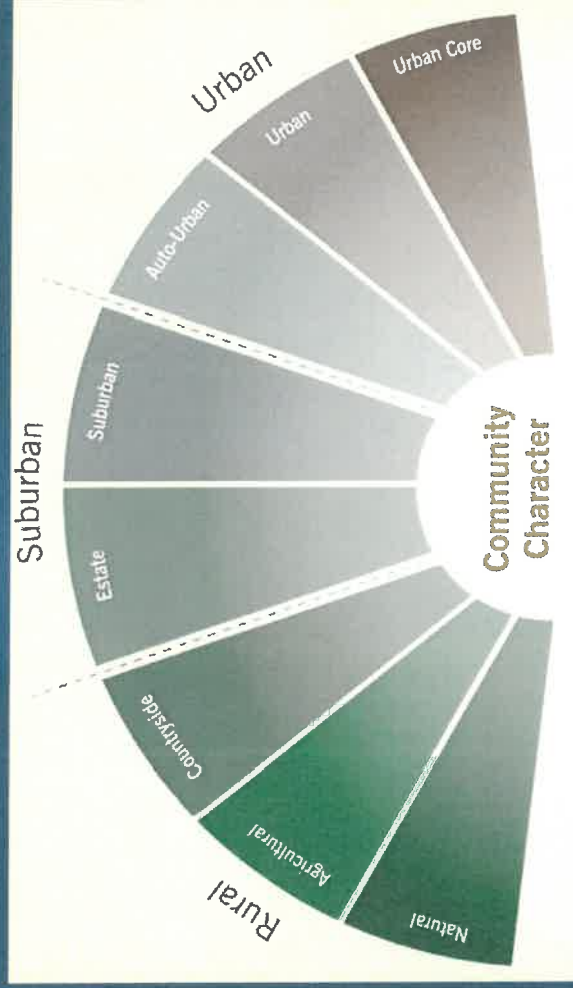 Urban
Suburban
Rural
Urban Core
Urban
Auto-Urban
Suburban
Estate
Countryside
Agricultural
Natural
Community
Character